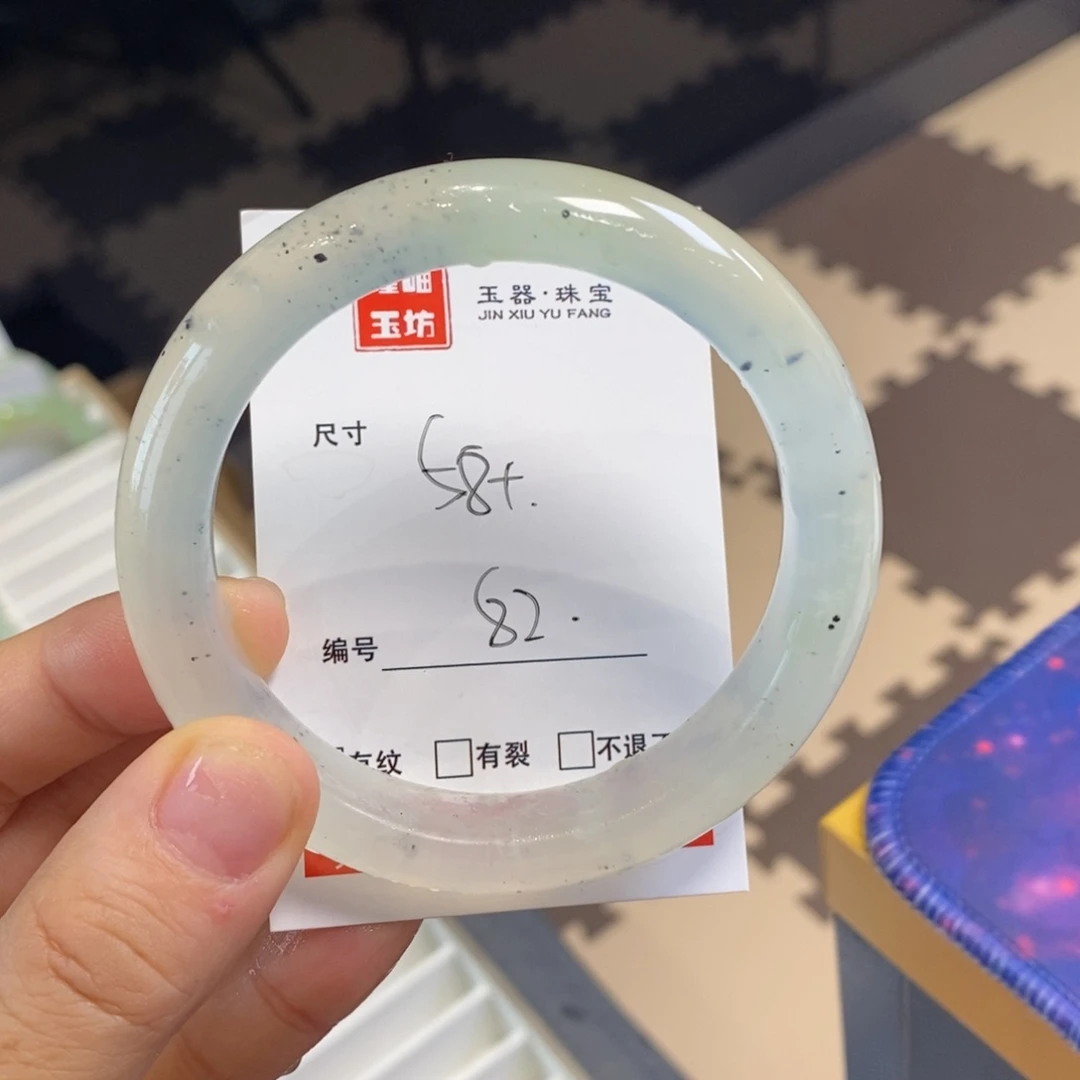 玉坊
玉器·珠宝
JIN XIU YU FANG
尺寸 58+.
编号 682.
有纹 □有裂 □不退